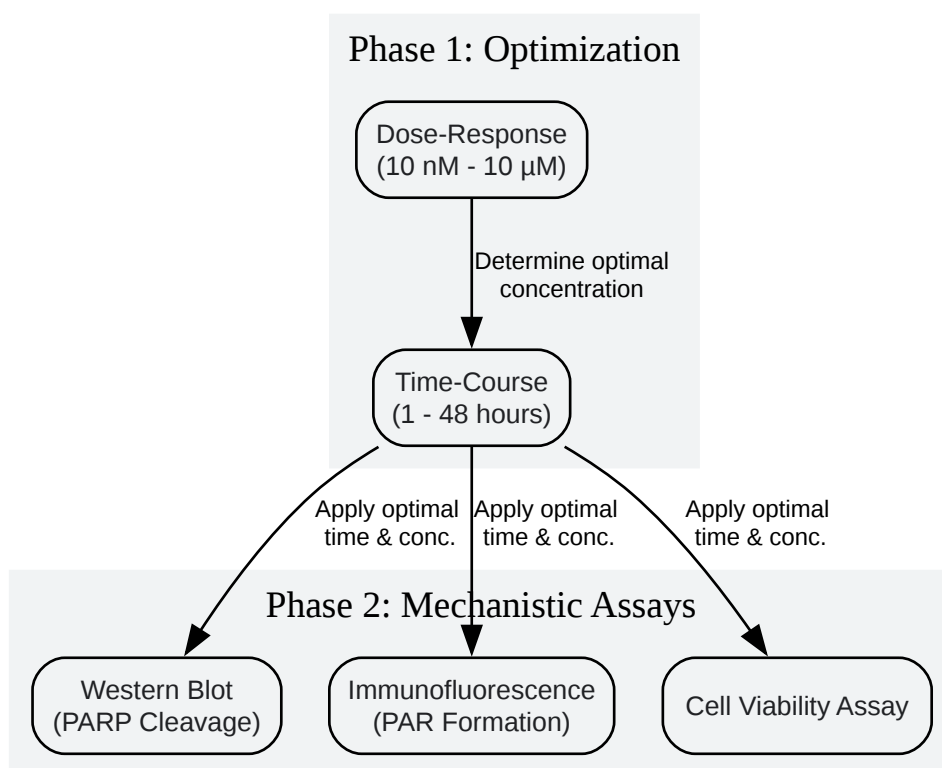 Phase 1: Optimization
Dose-Response
(10 nM - 10 µM)
Determine optimal
concentration
Time-Course
(1 - 48 hours)
Apply optimal
time & conc.
Apply optimal
time & conc.
Apply optimal
time & conc.
Phase 2: Mechanistic Assays
Western Blot
(PARP Cleavage)
Immunofluorescence
(PAR Formation)
Cell Viability Assay